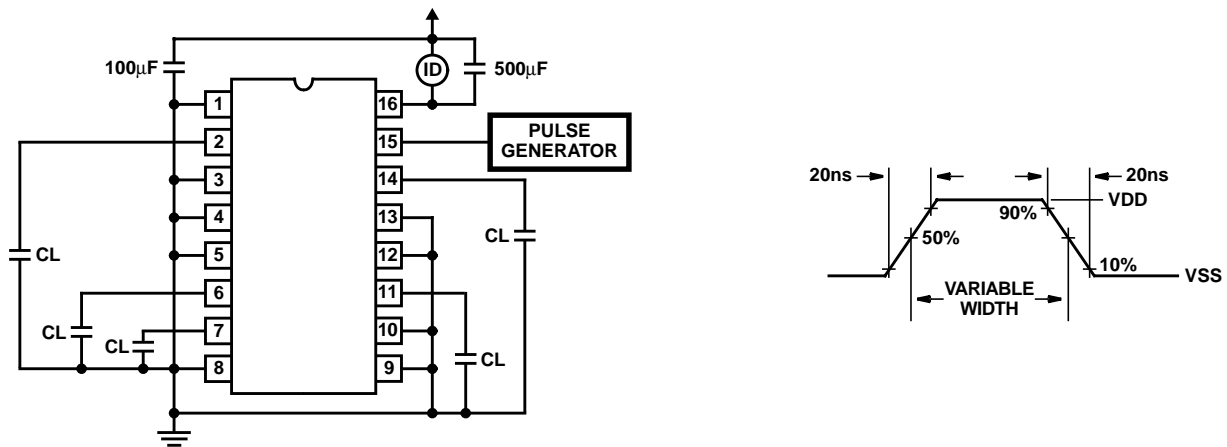 100μF
ID
500μF
1
2
3
4
5
6
7
8
16
15
14
13
12
11
10
9
PULSE
GENERATOR
CL
CL
CL
CL
CL
20ns
20ns
VDD
90%
50%
10%
VSS
VARIABLE
WIDTH